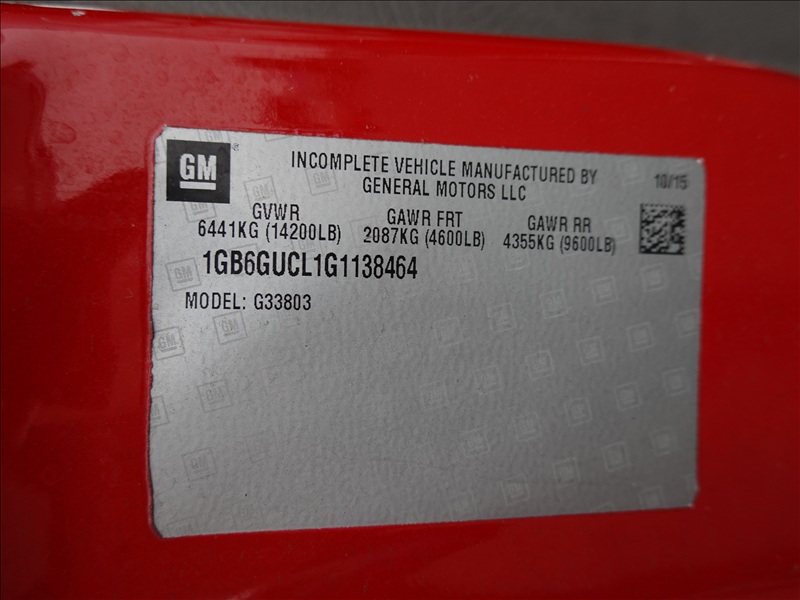 GM
INCOMPLETE VEHICLE MANUFACTURED BY
GENERAL MOTORS LLC
10/15
GVWR GAWR FRT GAWR RR
6441KG (14200LB) 2087KG (4600LB) 4355KG (9600LB)
1GB6GUCL1G1138464
MODEL: G33803